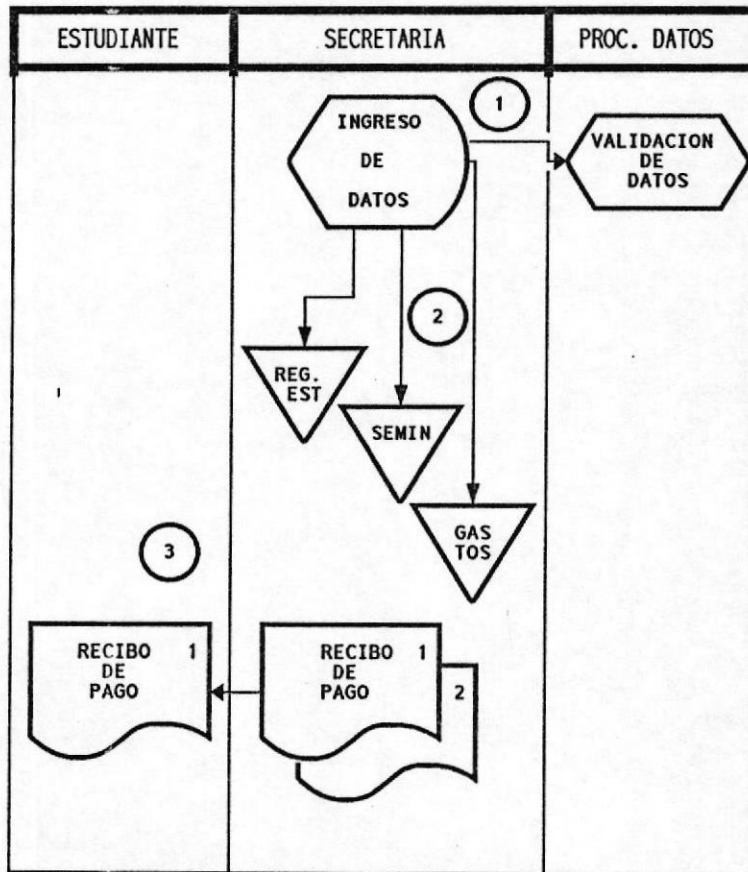 ESTUDIANTE
SECRETARIA
PROC. DATOS
1
INGRESO
DE
DATOS
VALIDACION
DE
DATOS
2
REG.
EST
SEMIN
GAS
TOS
3
RECIBO 1
DE
PAGO
RECIBO 1
DE
PAGO
2